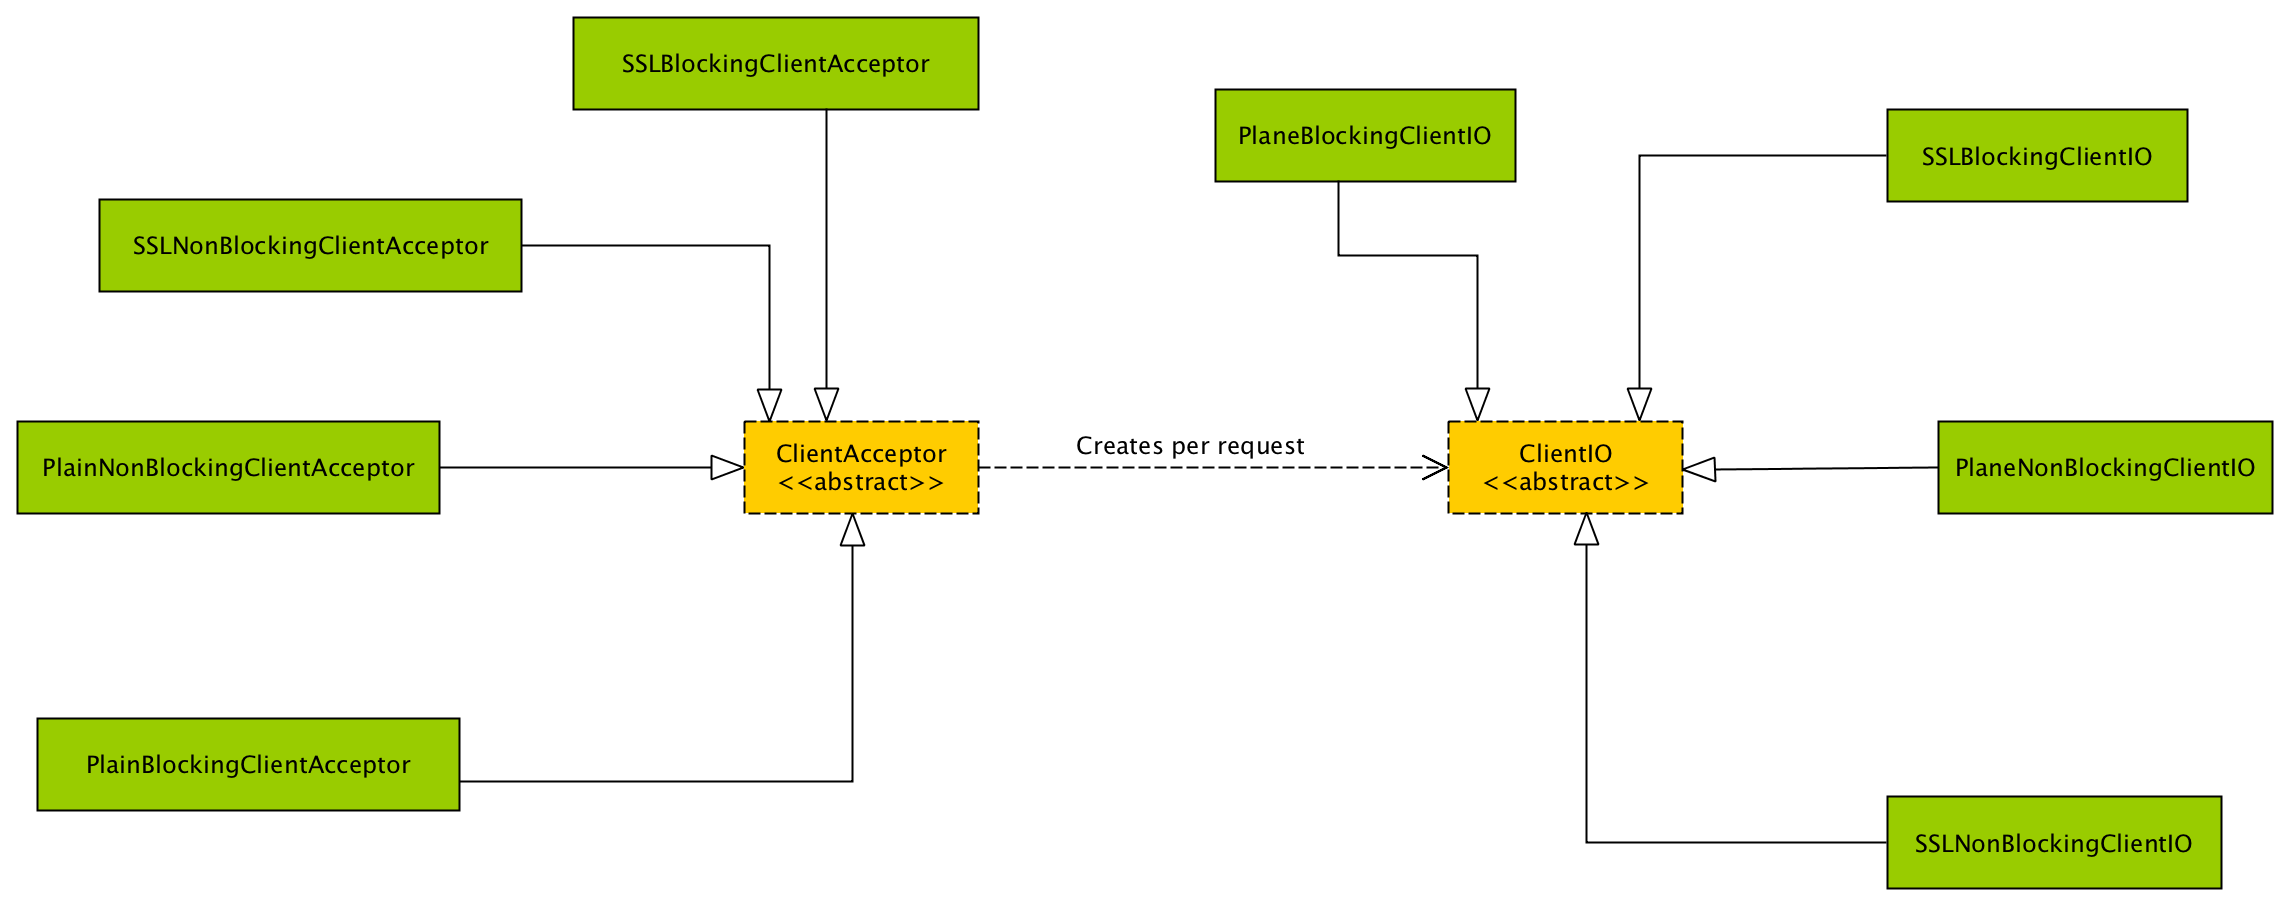 SSLBlockingClientAcceptor
PlaneBlockingClientIO
SSLBlockingClientIO
SSLNonBlockingClientAcceptor
PlainNonBlockingClientAcceptor
ClientAcceptor
<<abstract>>
Creates per request
ClientIO
<<abstract>>
PlaneNonBlockingClientIO
PlainBlockingClientAcceptor
SSLNonBlockingClientIO